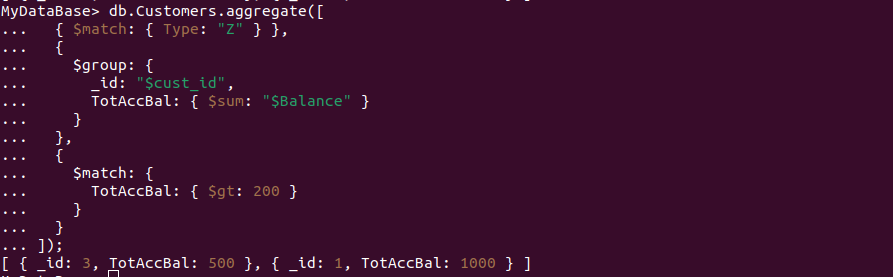 MyDataBase> db.Customers.aggregate([
...   { $match: { Type: "Z" } },
...   {
...     $group: {
...       _id: "$cust_id",
...       TotAccBal: { $sum: "$Balance" }
...     }
...   },
...   {
...     $match: {
...       TotAccBal: { $gt: 200 }
...     }
...   }
... ]);
[ { _id: 3, TotAccBal: 500 }, { _id: 1, TotAccBal: 1000 } ]